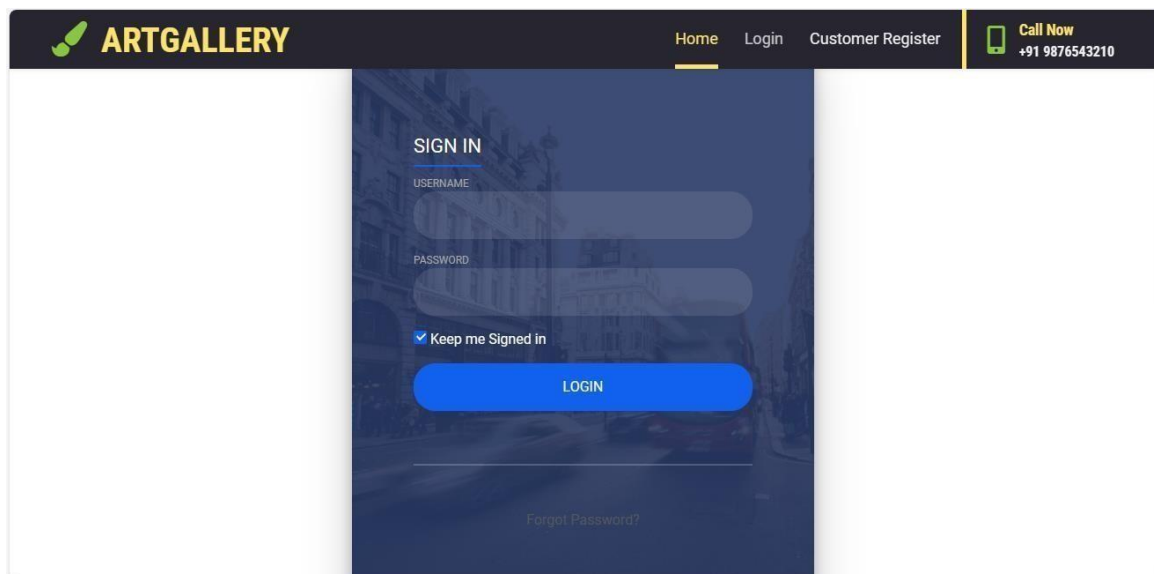 ARTGALLERY
Home Login Customer Register
Call Now
+91 9876543210
SIGN IN
USERNAME
PASSWORD
Keep me Signed in
LOGIN
Forgot Password?